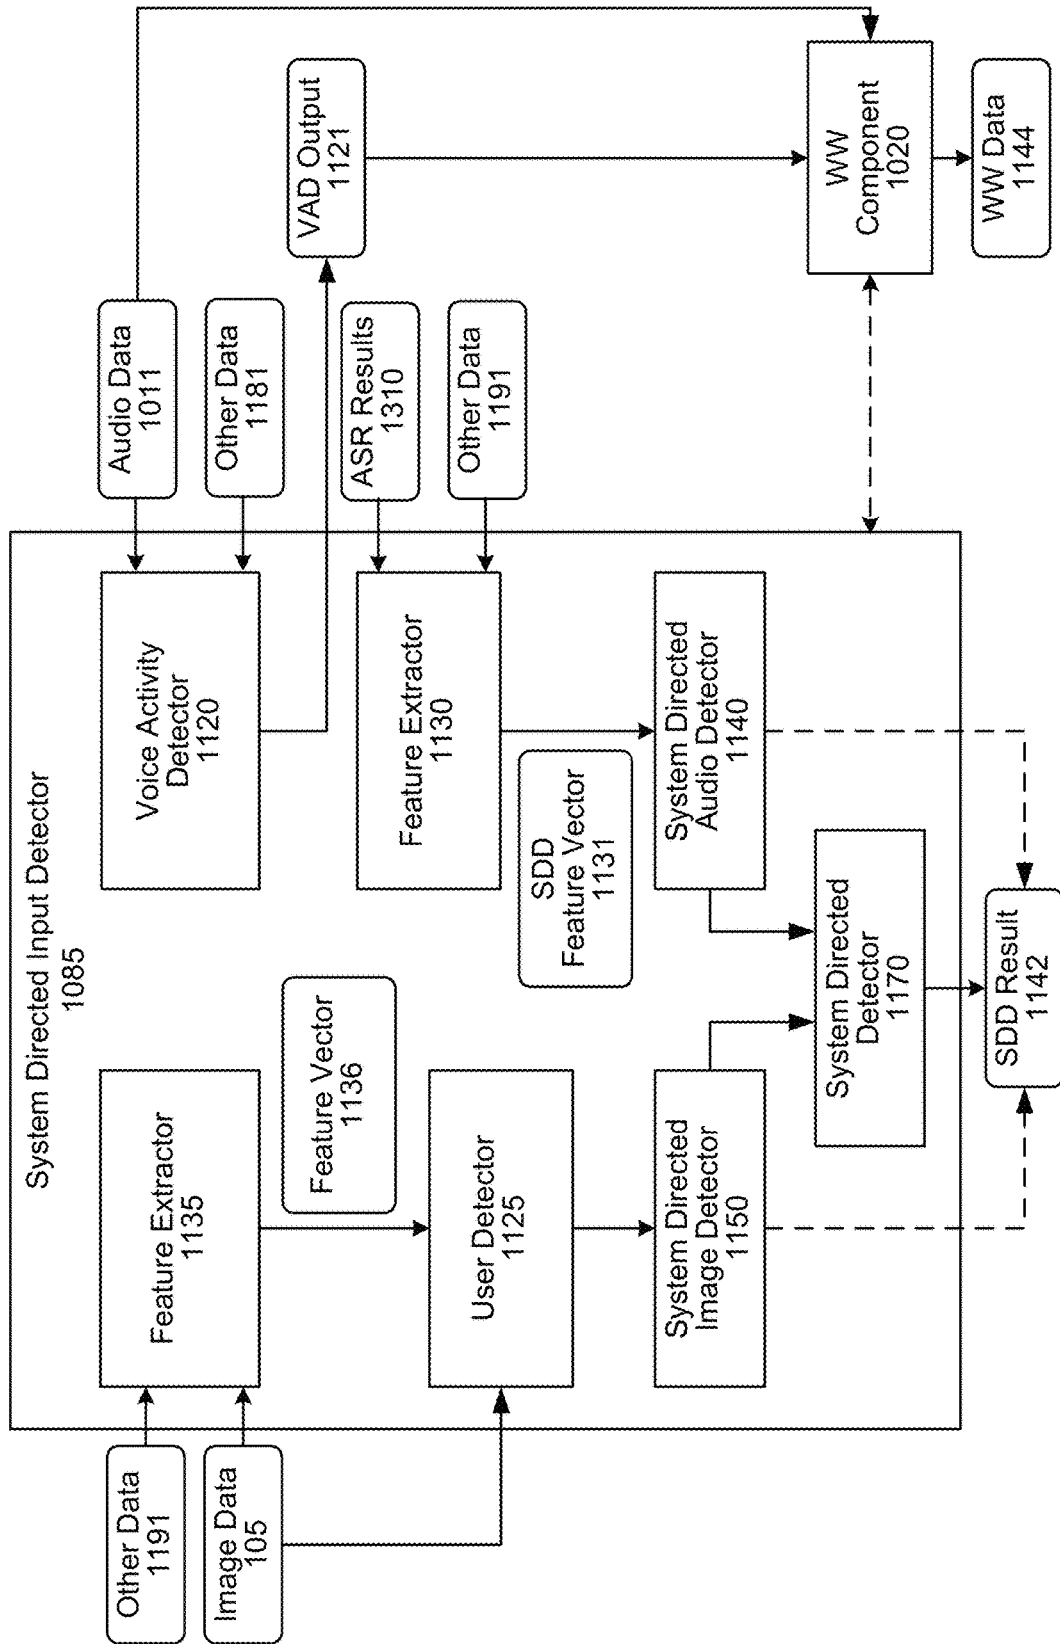 System Directed Input Detector
1085
Other Data
1191
Image Data
105
Feature Extractor
1135
Feature Vector
1136
User Detector
1125
System Directed
Image Detector
1150
Voice Activity
Detector
1120
Audio Data
1011
Other Data
1181
VAD Output
1121
ASR Results
1310
Other Data
1191
Feature Extractor
1130
SDD
Feature Vector
1131
System Directed
Audio Detector
1140
System Directed
Detector
1170
SDD Result
1142
WW
Component
1020
WW Data
1144